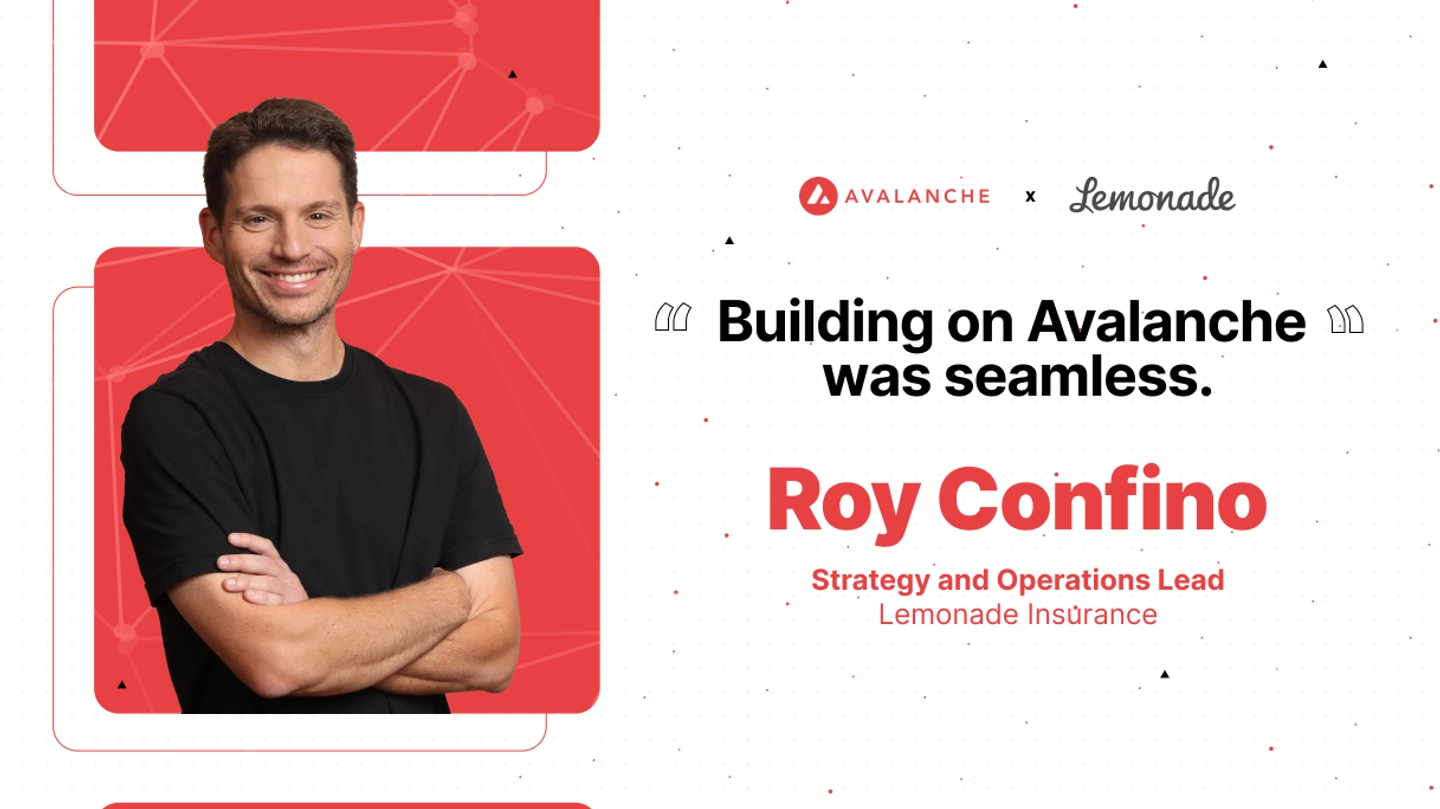 AVALANCHE x Lemonade
“ Building on Avalanche ”
was seamless.
Roy Confino
Strategy and Operations Lead
Lemonade Insurance